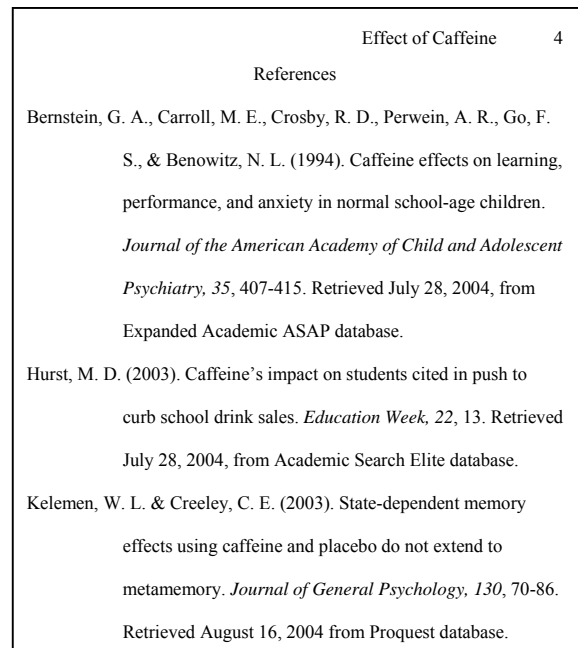 Effect of Caffeine 4
References
Bernstein, G. A., Carroll, M. E., Crosby, R. D., Perwein, A. R., Go, F.
S., & Benowitz, N. L. (1994). Caffeine effects on learning,
performance, and anxiety in normal school-age children.
Journal of the American Academy of Child and Adolescent
Psychiatry, 35, 407-415. Retrieved July 28, 2004, from
Expanded Academic ASAP database.
Hurst, M. D. (2003). Caffeine’s impact on students cited in push to
curb school drink sales. Education Week, 22, 13. Retrieved
July 28, 2004, from Academic Search Elite database.
Kelemen, W. L. & Creeley, C. E. (2003). State-dependent memory
effects using caffeine and placebo do not extend to
metamemory. Journal of General Psychology, 130, 70-86.
Retrieved August 16, 2004 from Proquest database.